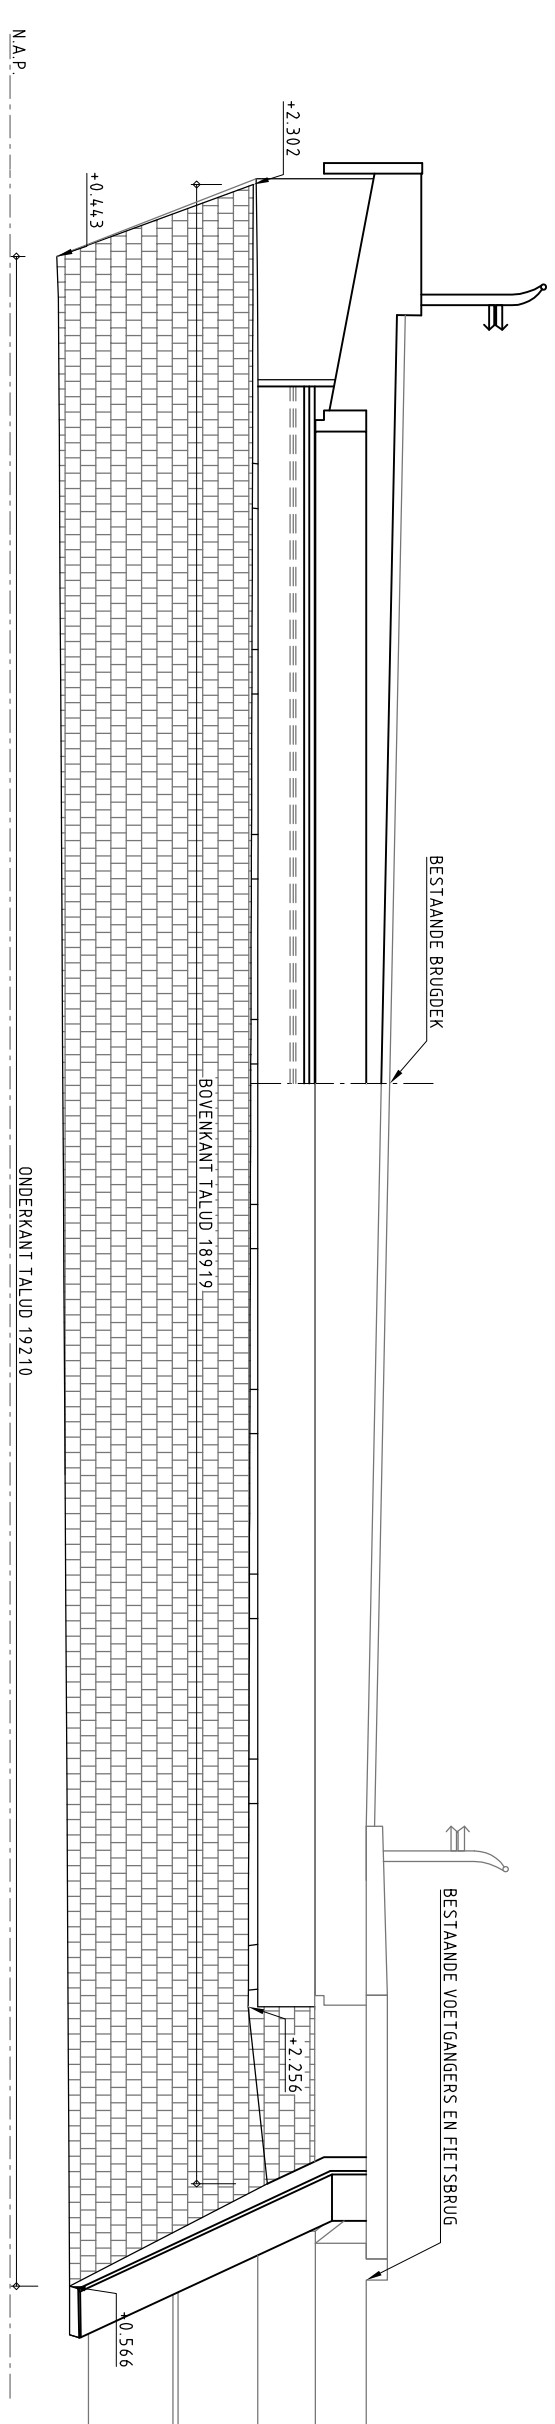 N.A.P.
+2.302
+0.443
BESTAANDE BRUGDEK
BOVENKANT TALUD 18919
ONDERKANT TALUD 19210
BESTAANDE VOETGANGERS EN FIETSBRUG
+2.256
+0.566